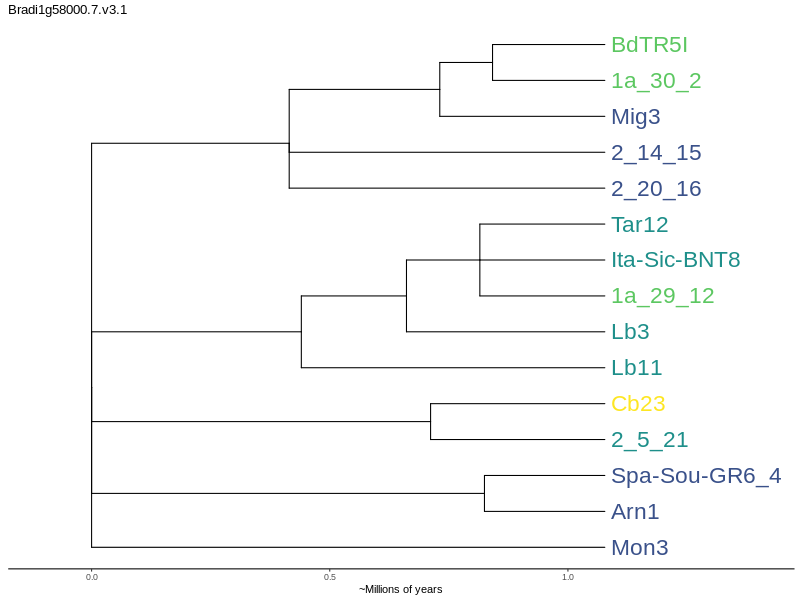 Bradi1g58000.7.v3.1
BdTR5I
1a_30_2
Mig3
2_14_15
2_20_16
Tar12
Ita-Sic-BNT8
1a_29_12
Lb3
Lb11
Cb23
2_5_21
Spa-Sou-GR6_4
Arn1
Mon3
0.0 0.5 1.0
~Millions of years